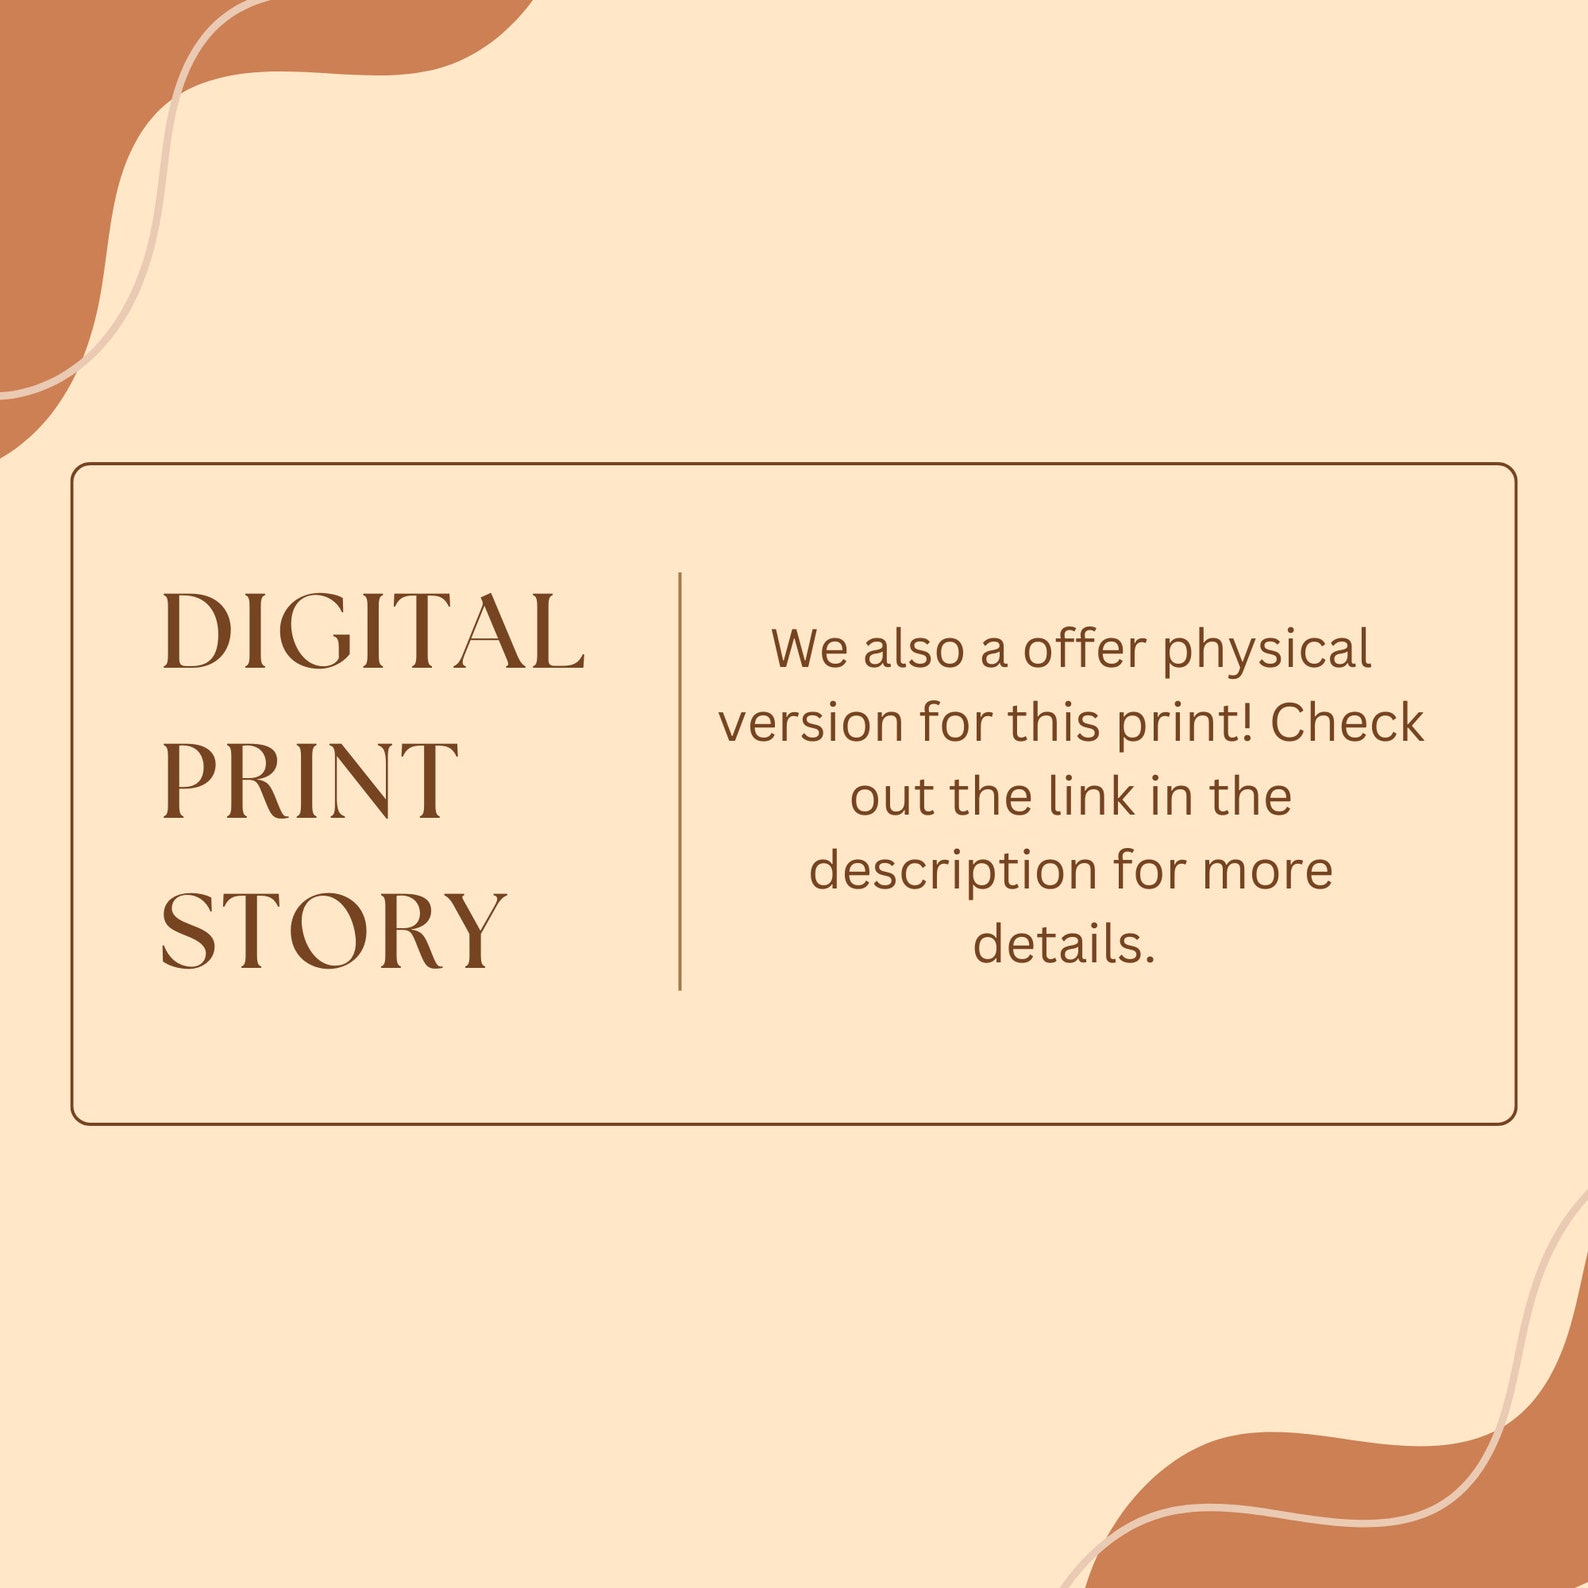 DIGITAL
PRINT
STORY
We also a offer physical
version for this print! Check
out the link in the
description for more
details.